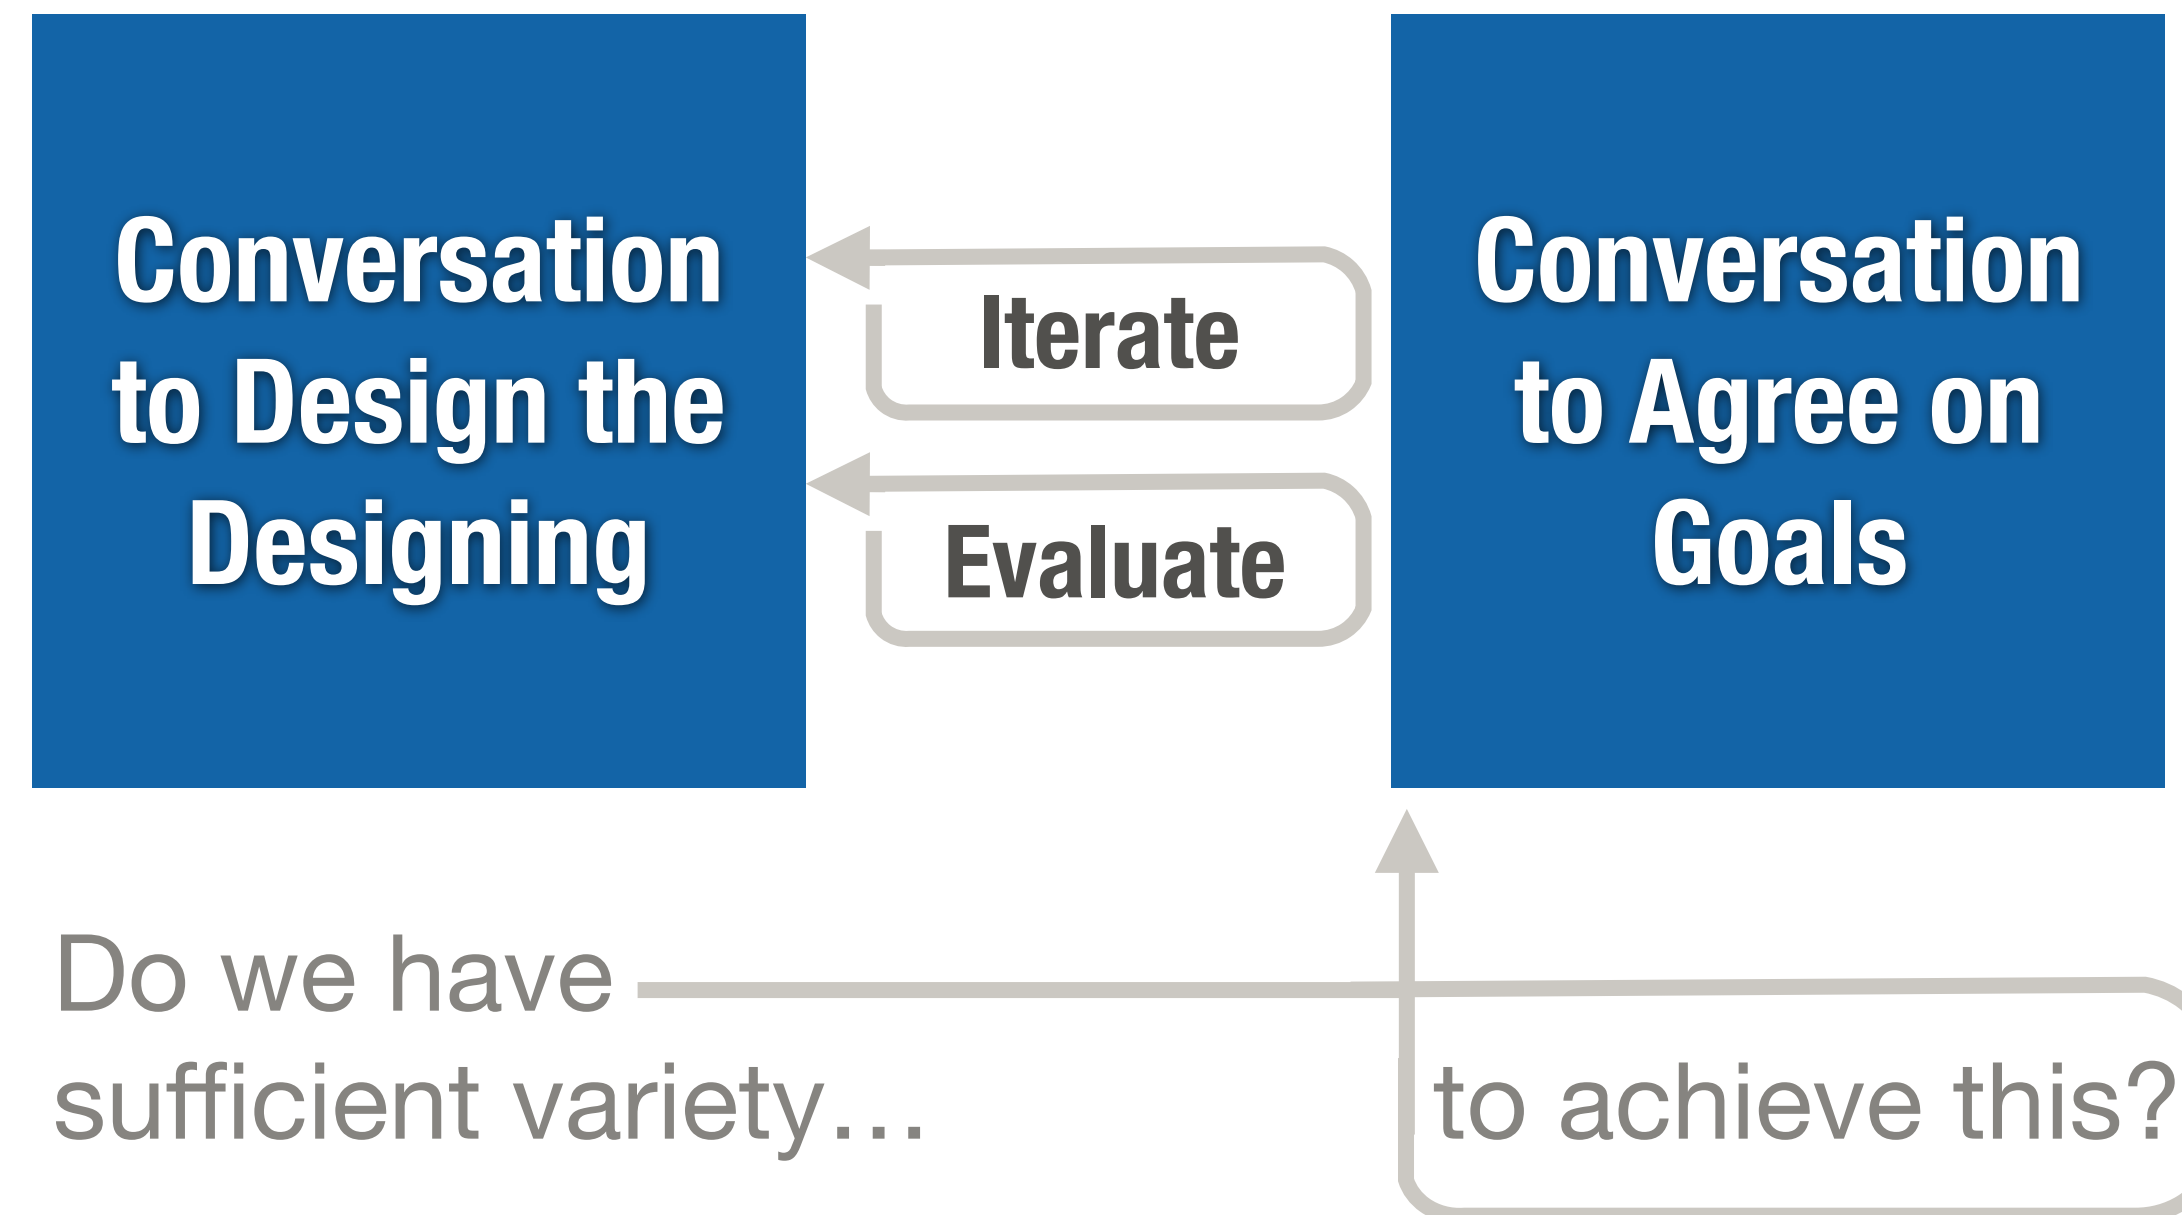 Conversation
to Design the
Designing
Iterate
Evaluate
Conversation
to Agree on
Goals
Do we have
sufficient variety…
to achieve this?